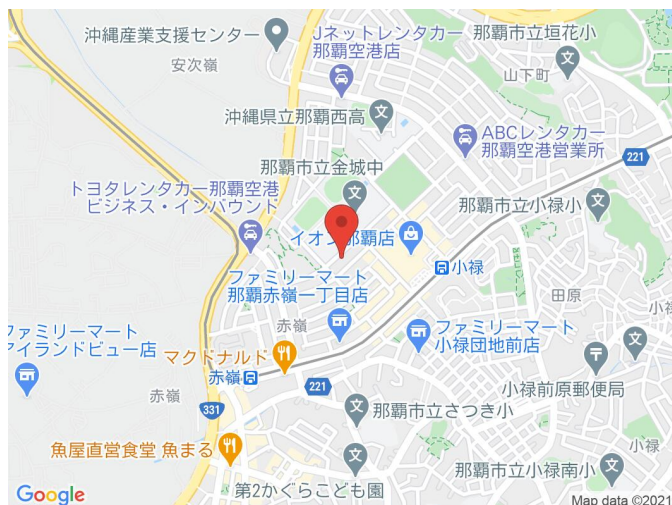 沖縄産業支援センター
安次嶺
Jネットレンタカー
那覇空港店
那覇市立垣花小
山下町
沖縄県立那覇西高
ABCレンタカー
那覇空港営業所
221
那覇市立金城中
トヨタレンタカー那覇空港
ビジネス・インバウンド
那覇市立小禄小
イオン那覇店
小禄
ファミリーマート
那覇赤嶺一丁目店
田原
赤嶺
ファミリーマート
小禄団地前店
ファミリーマート
アイランドビュー店
マクドナルド
赤嶺
221
小禄前原郵便局
赤嶺
331
那覇市立さつき小
小禄
魚屋直営食堂 魚まる
那覇市立小禄南小
第2かぐらこども園
Google
Map data ©2021